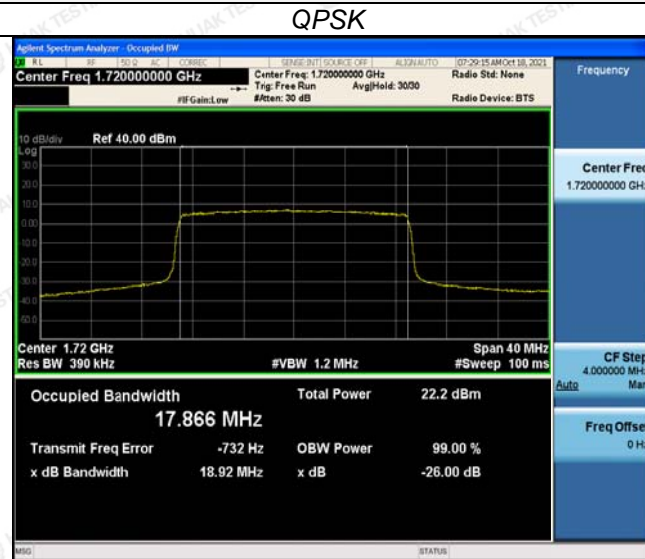 QPSK
Agilent Spectrum Analyzer - Occupied BW
RL RF 50 Ω AC CORREC SENSE:INT SOURCE OFF ALIGN AUTO 07:29:15 AM Oct 18, 2021
Center Freq 1.720000000 GHz
Center Freq: 1.720000000 GHz
Radio Std: None
Trig: Free Run Avg|Hold: 30/30
#IFGain:Low #Atten: 30 dB Radio Device: BTS
Frequency
10 dB/div Ref 40.00 dBm
Log
30.0
20.0
10.0
0.00
-10.0
-20.0
-30.0
-40.0
-50.0
Center 1.72 GHz Span 40 MHz
Res BW 390 kHz #VBW 1.2 MHz #Sweep 100 ms
Occupied Bandwidth Total Power 22.2 dBm
17.866 MHz
Transmit Freq Error -732 Hz OBW Power 99.00 %
x dB Bandwidth 18.92 MHz x dB -26.00 dB
Center Freq
1.720000000 GHz
CF Step
4.000000 MHz
Auto Man
Freq Offset
0 Hz
MSG STATUS